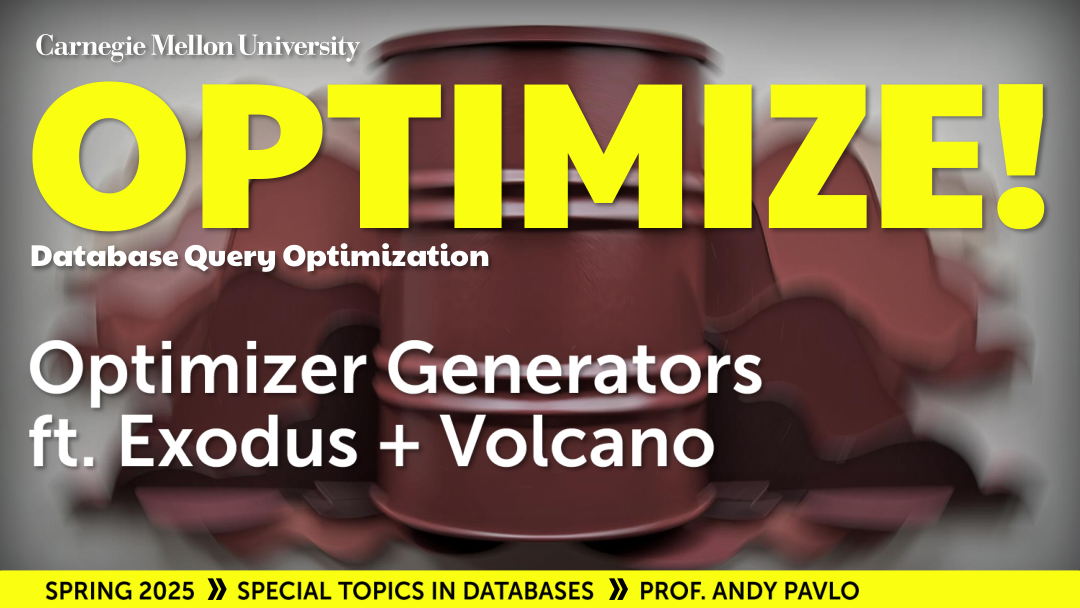 Carnegie Mellon University
OPTIMIZE!
Database Query Optimization
Optimizer Generators
ft. Exodus + Volcano
SPRING 2025 » SPECIAL TOPICS IN DATABASES » PROF. ANDY PAVLO